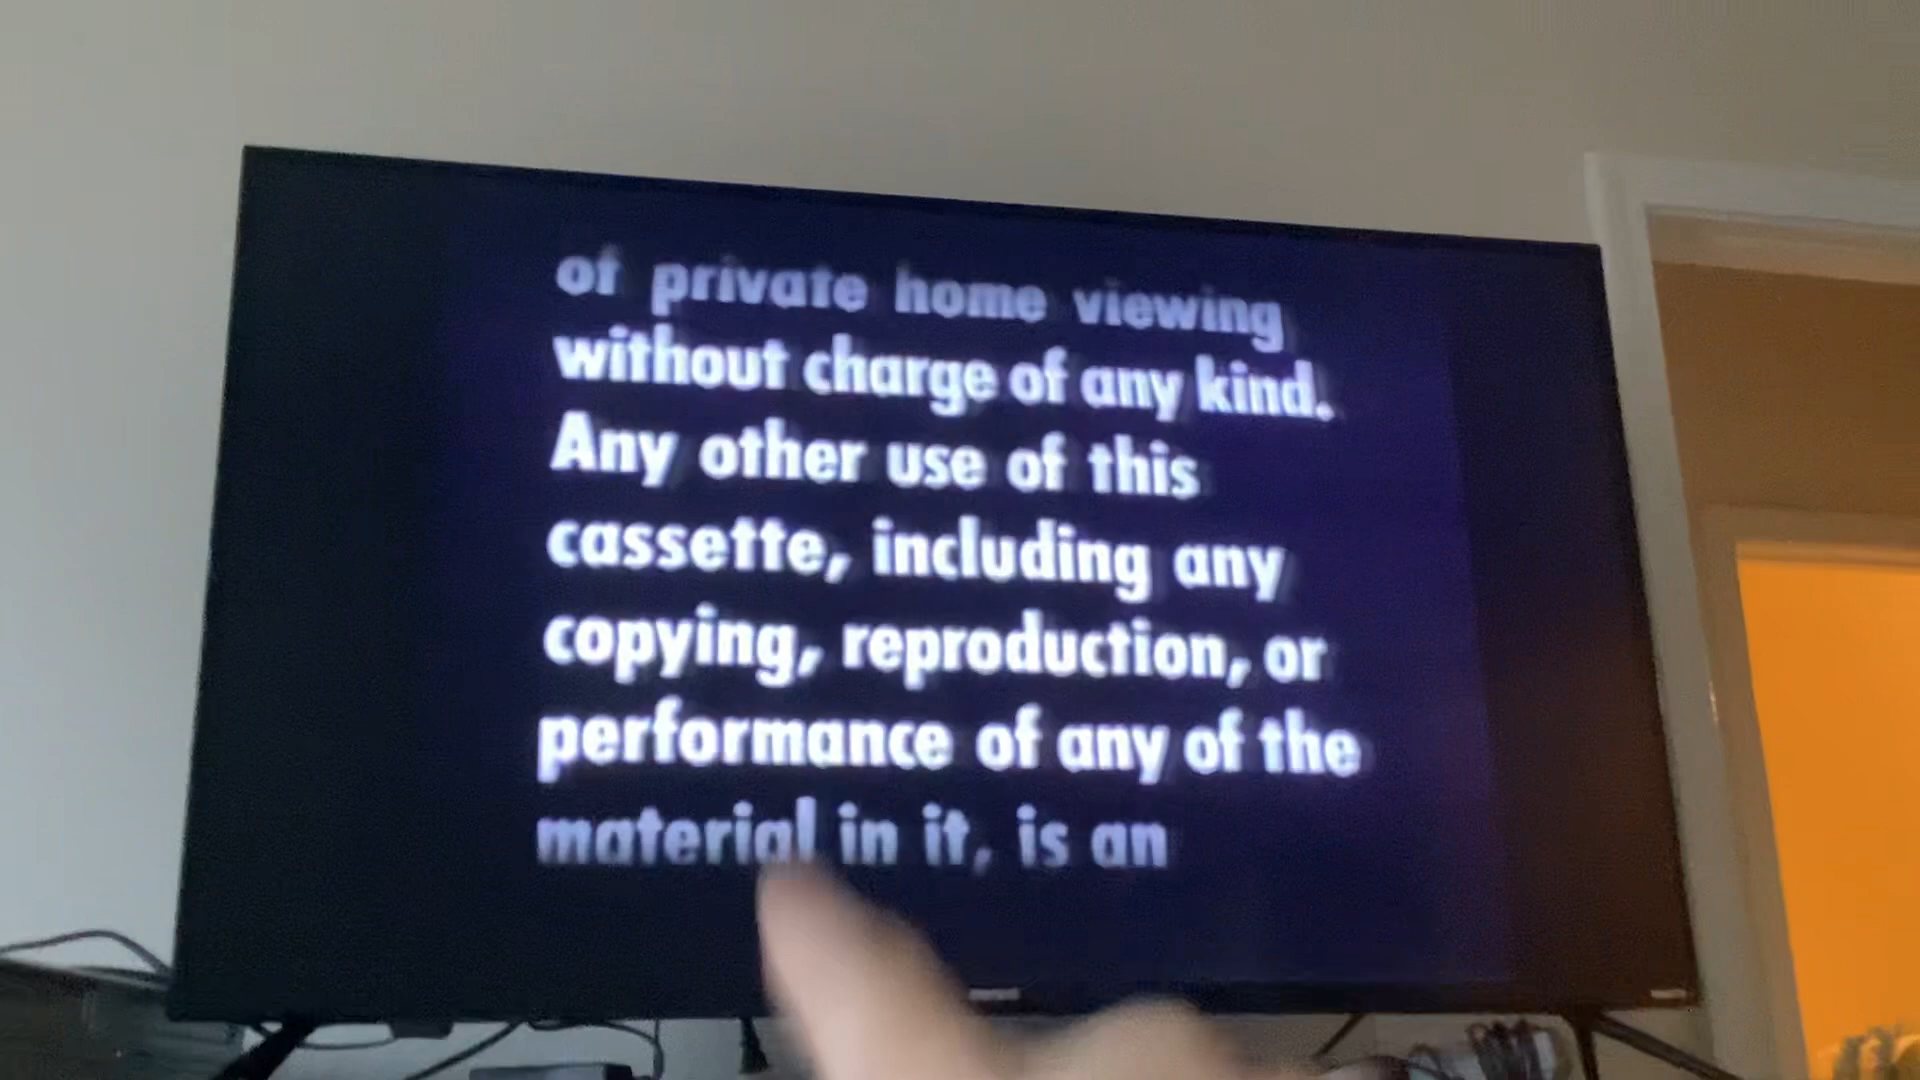 of private home viewing
without charge of any kind.
Any other use of this
cassette, including any
copying, reproduction, or
performance of any of the
material in it, is an